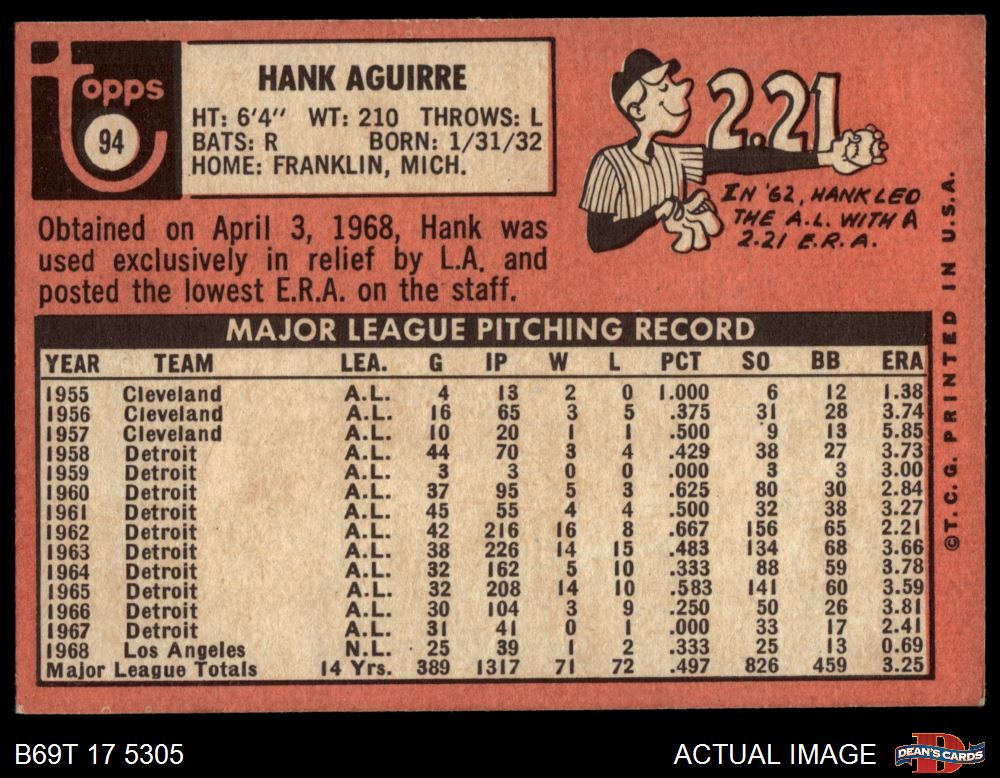 topps
94
HANK AGUIRRE
HT: 6'4" WT: 210 THROWS: L
BATS: R BORN: 1/31/32
HOME: FRANKLIN, MICH.
2.21
IN '62, HANK LED
THE A.L. WITH A
2.21 E.R.A.
Obtained on April 3, 1968, Hank was
used exclusively in relief by L.A. and
posted the lowest E.R.A. on the staff.
MAJOR LEAGUE PITCHING RECORD
YEAR TEAM LEA. G IP W L PCT SO BB ERA
1955 Cleveland A.L. 4 13 2 0 1.000 6 12 1.38
1956 Cleveland A.L. 16 65 3 5 .375 31 28 3.74
1957 Cleveland A.L. 10 20 1 1 .500 9 13 5.85
1958 Detroit A.L. 44 70 3 4 .429 38 27 3.73
1959 Detroit A.L. 3 3 0 0 .000 3 3 3.00
1960 Detroit A.L. 37 95 5 3 .625 80 30 2.84
1961 Detroit A.L. 45 55 4 4 .500 32 38 3.27
1962 Detroit A.L. 42 216 16 8 .667 156 65 2.21
1963 Detroit A.L. 38 226 14 15 .483 134 68 3.66
1964 Detroit A.L. 32 162 5 10 .333 88 59 3.78
1965 Detroit A.L. 32 208 14 10 .583 141 60 3.59
1966 Detroit A.L. 30 104 3 9 .250 50 26 3.81
1967 Detroit A.L. 31 41 0 1 .000 33 17 2.41
1968 Los Angeles N.L. 25 39 1 2 .333 25 13 0.69
Major League Totals 14 Yrs. 389 1317 71 72 .497 826 459 3.25
©T.C.G. PRINTED IN U.S.A.
B69T 17 5305
ACTUAL IMAGE
DEAN'S CARDS